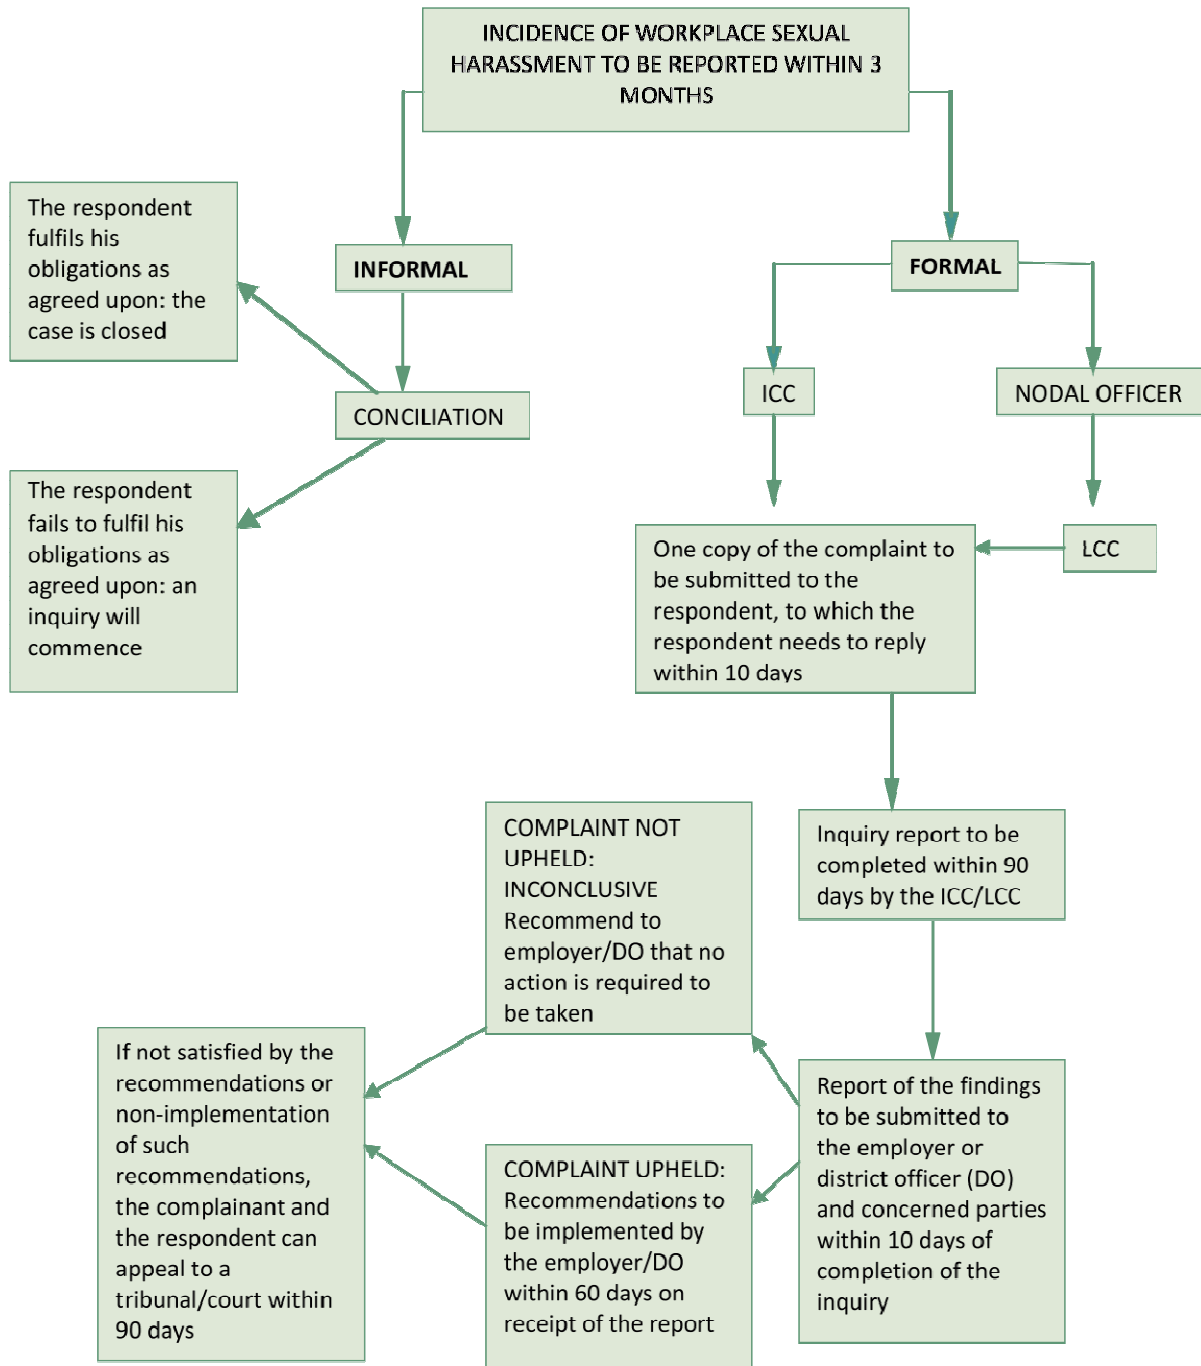 INCIDENCE OF WORKPLACE SEXUAL
HARASSMENT TO BE REPORTED WITHIN 3
MONTHS
The respondent
fulfils his
obligations as
agreed upon: the
case is closed
INFORMAL
FORMAL
ICC
NODAL OFFICER
CONCILIATION
The respondent
fails to fulfil his
obligations as
agreed upon: an
inquiry will
commence
One copy of the complaint to
be submitted to the
respondent, to which the
respondent needs to reply
within 10 days
LCC
COMPLAINT NOT
UPHELD:
INCONCLUSIVE
Recommend to
employer/DO that no
action is required to
be taken
Inquiry report to be
completed within 90
days by the ICC/LCC
If not satisfied by the
recommendations or
non-implementation
of such
recommendations,
the complainant and
the respondent can
appeal to a
tribunal/court within
90 days
COMPLAINT UPHELD:
Recommendations to
be implemented by
the employer/DO
within 60 days on
receipt of the report
Report of the findings
to be submitted to
the employer or
district officer (DO)
and concerned parties
within 10 days of
completion of the
inquiry